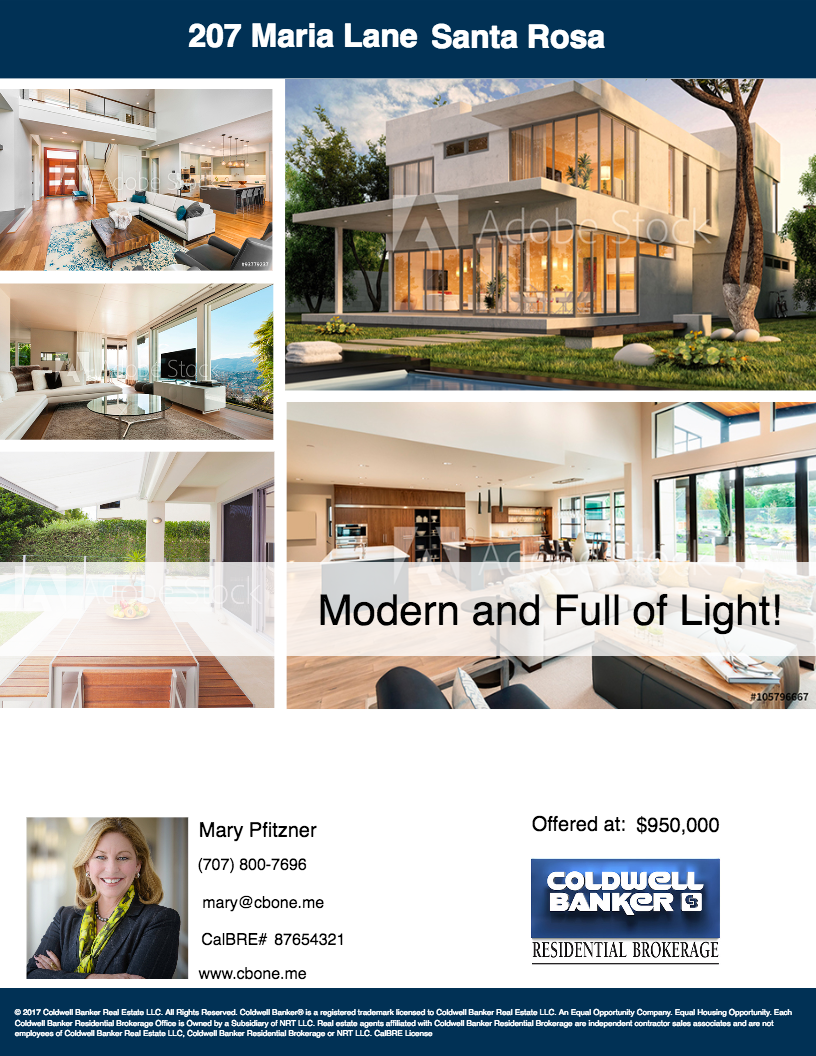 207 Maria Lane Santa Rosa
Adobe Stock
#63779237
Adobe Stock
Adobe Stock
Adobe Stock
Adobe Stock
Modern and Full of Light!
#105796667
Mary Pfitzner
(707) 800-7696
mary@cbone.me
CalBRE# 87654321
www.cbone.me
Offered at: $950,000
COLDWELL
BANKER
RESIDENTIAL BROKERAGE
© 2017 Coldwell Banker Real Estate LLC. All Rights Reserved. Coldwell Banker® is a registered trademark licensed to Coldwell Banker Real Estate LLC. An Equal Opportunity Company. Equal Housing Opportunity. Each
Coldwell Banker Residential Brokerage Office is Owned by a Subsidiary of NRT LLC. Real estate agents affiliated with Coldwell Banker Residential Brokerage are independent contractor sales associates and are not
employees of Coldwell Banker Real Estate LLC, Coldwell Banker Residential Brokerage or NRT LLC. CalBRE License